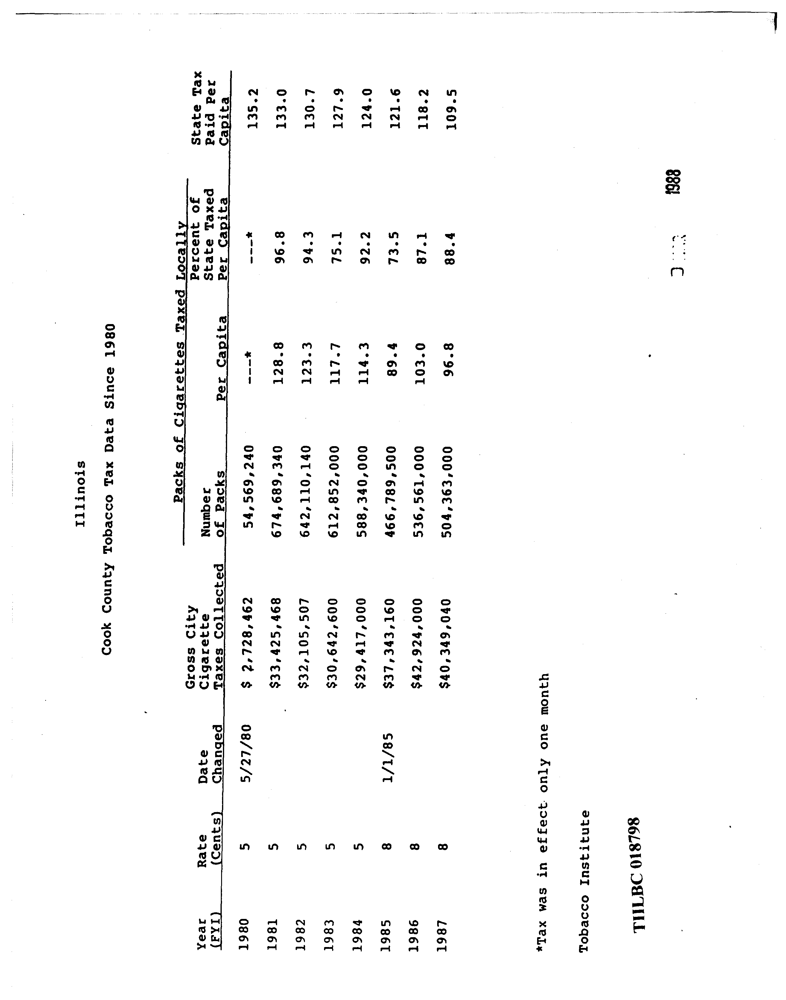 Illinois
Cook County Tobacco Tax Data Since 1980
Packs of Cigarettes Taxed Locally
Year (FYI) Rate (Cents) Date Changed Gross City Cigarette Taxes Collected Number of Packs Per Capita Percent of State Taxed Per Capita State Tax Paid Per Capita
1980 5 5/27/80 $ 2,728,462 54,569,240 ---* ---* 135.2
1981 5 $33,425,468 674,689,340 128.8 96.8 133.0
1982 5 $32,105,507 642,110,140 123.3 94.3 130.7
1983 5 $30,642,600 612,852,000 117.7 75.1 127.9
1984 5 $29,417,000 588,340,000 114.3 92.2 124.0
1985 8 1/1/85 $37,343,160 466,789,500 89.4 73.5 121.6
1986 8 $42,924,000 536,561,000 103.0 87.1 118.2
1987 8 $40,349,040 504,363,000 96.8 88.4 109.5
*Tax was in effect only one month
Tobacco Institute
1988
TIILBC 018798